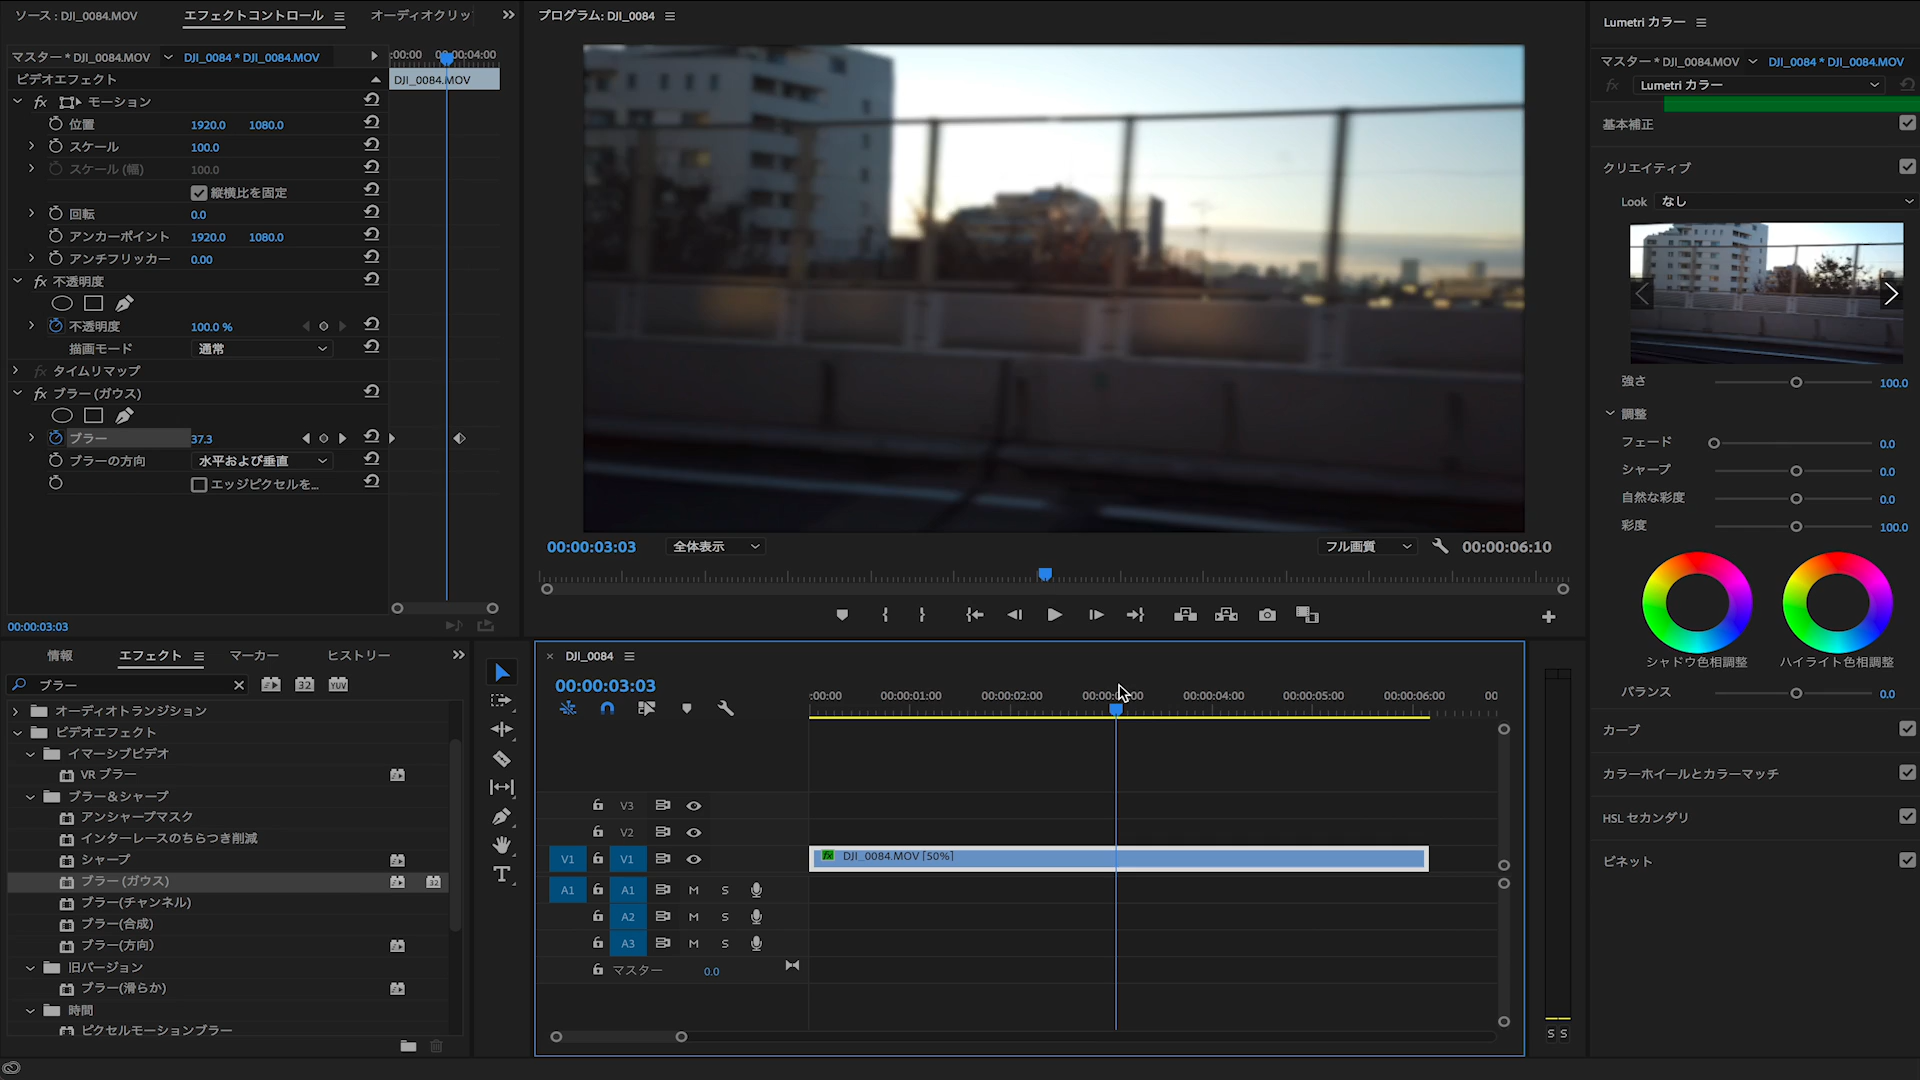 ソース : DJI_0084.MOV
エフェクトコントロール
オーディオクリッ
マスター * DJI_0084.MOV
DJI_0084 * DJI_0084.MOV
:00:00
00:00:04:00
ビデオエフェクト
DJI_0084.MOV
fx モーション
位置 1920.0 1080.0
スケール 100.0
スケール (幅) 100.0
縦横比を固定
回転 0.0
アンカーポイント 1920.0 1080.0
アンチフリッカー 0.00
fx 不透明度
不透明度 100.0 %
描画モード 通常
fx タイムリマップ
fx ブラー (ガウス)
ブラー 37.3
ブラーの方向 水平および垂直
エッジピクセルを...
00:00:03:03
プログラム: DJI_0084
00:00:03:03
全体表示
フル画質
00:00:06:10
情報
エフェクト
マーカー
ヒストリー
ブラー
32
YUV
オーディオトランジション
ビデオエフェクト
イマーシブビデオ
VR ブラー
ブラー＆シャープ
アンシャープマスク
インターレースのちらつき削減
シャープ
ブラー (ガウス)
32
ブラー(チャンネル)
ブラー(合成)
ブラー(方向)
旧バージョン
ブラー(滑らか)
時間
ピクセルモーションブラー
DJI_0084
00:00:03:03
:00:00
00:00:01:00
00:00:02:00
00:00:04:00
00:00:05:00
00:00:06:00
00
V3
V2
V1 V1
fx DJI_0084.MOV [50%]
A1 A1 M S
A2 M S
A3 M S
マスター 0.0
S S
Lumetri カラー
マスター * DJI_0084.MOV
DJI_0084 * DJI_0084.MOV
fx Lumetri カラー
基本補正
クリエイティブ
Look なし
強さ 100.0
調整
フェード 0.0
シャープ 0.0
自然な彩度 0.0
彩度 100.0
シャドウ色相調整
ハイライト色相調整
バランス 0.0
カーブ
カラーホイールとカラーマッチ
HSL セカンダリ
ビネット